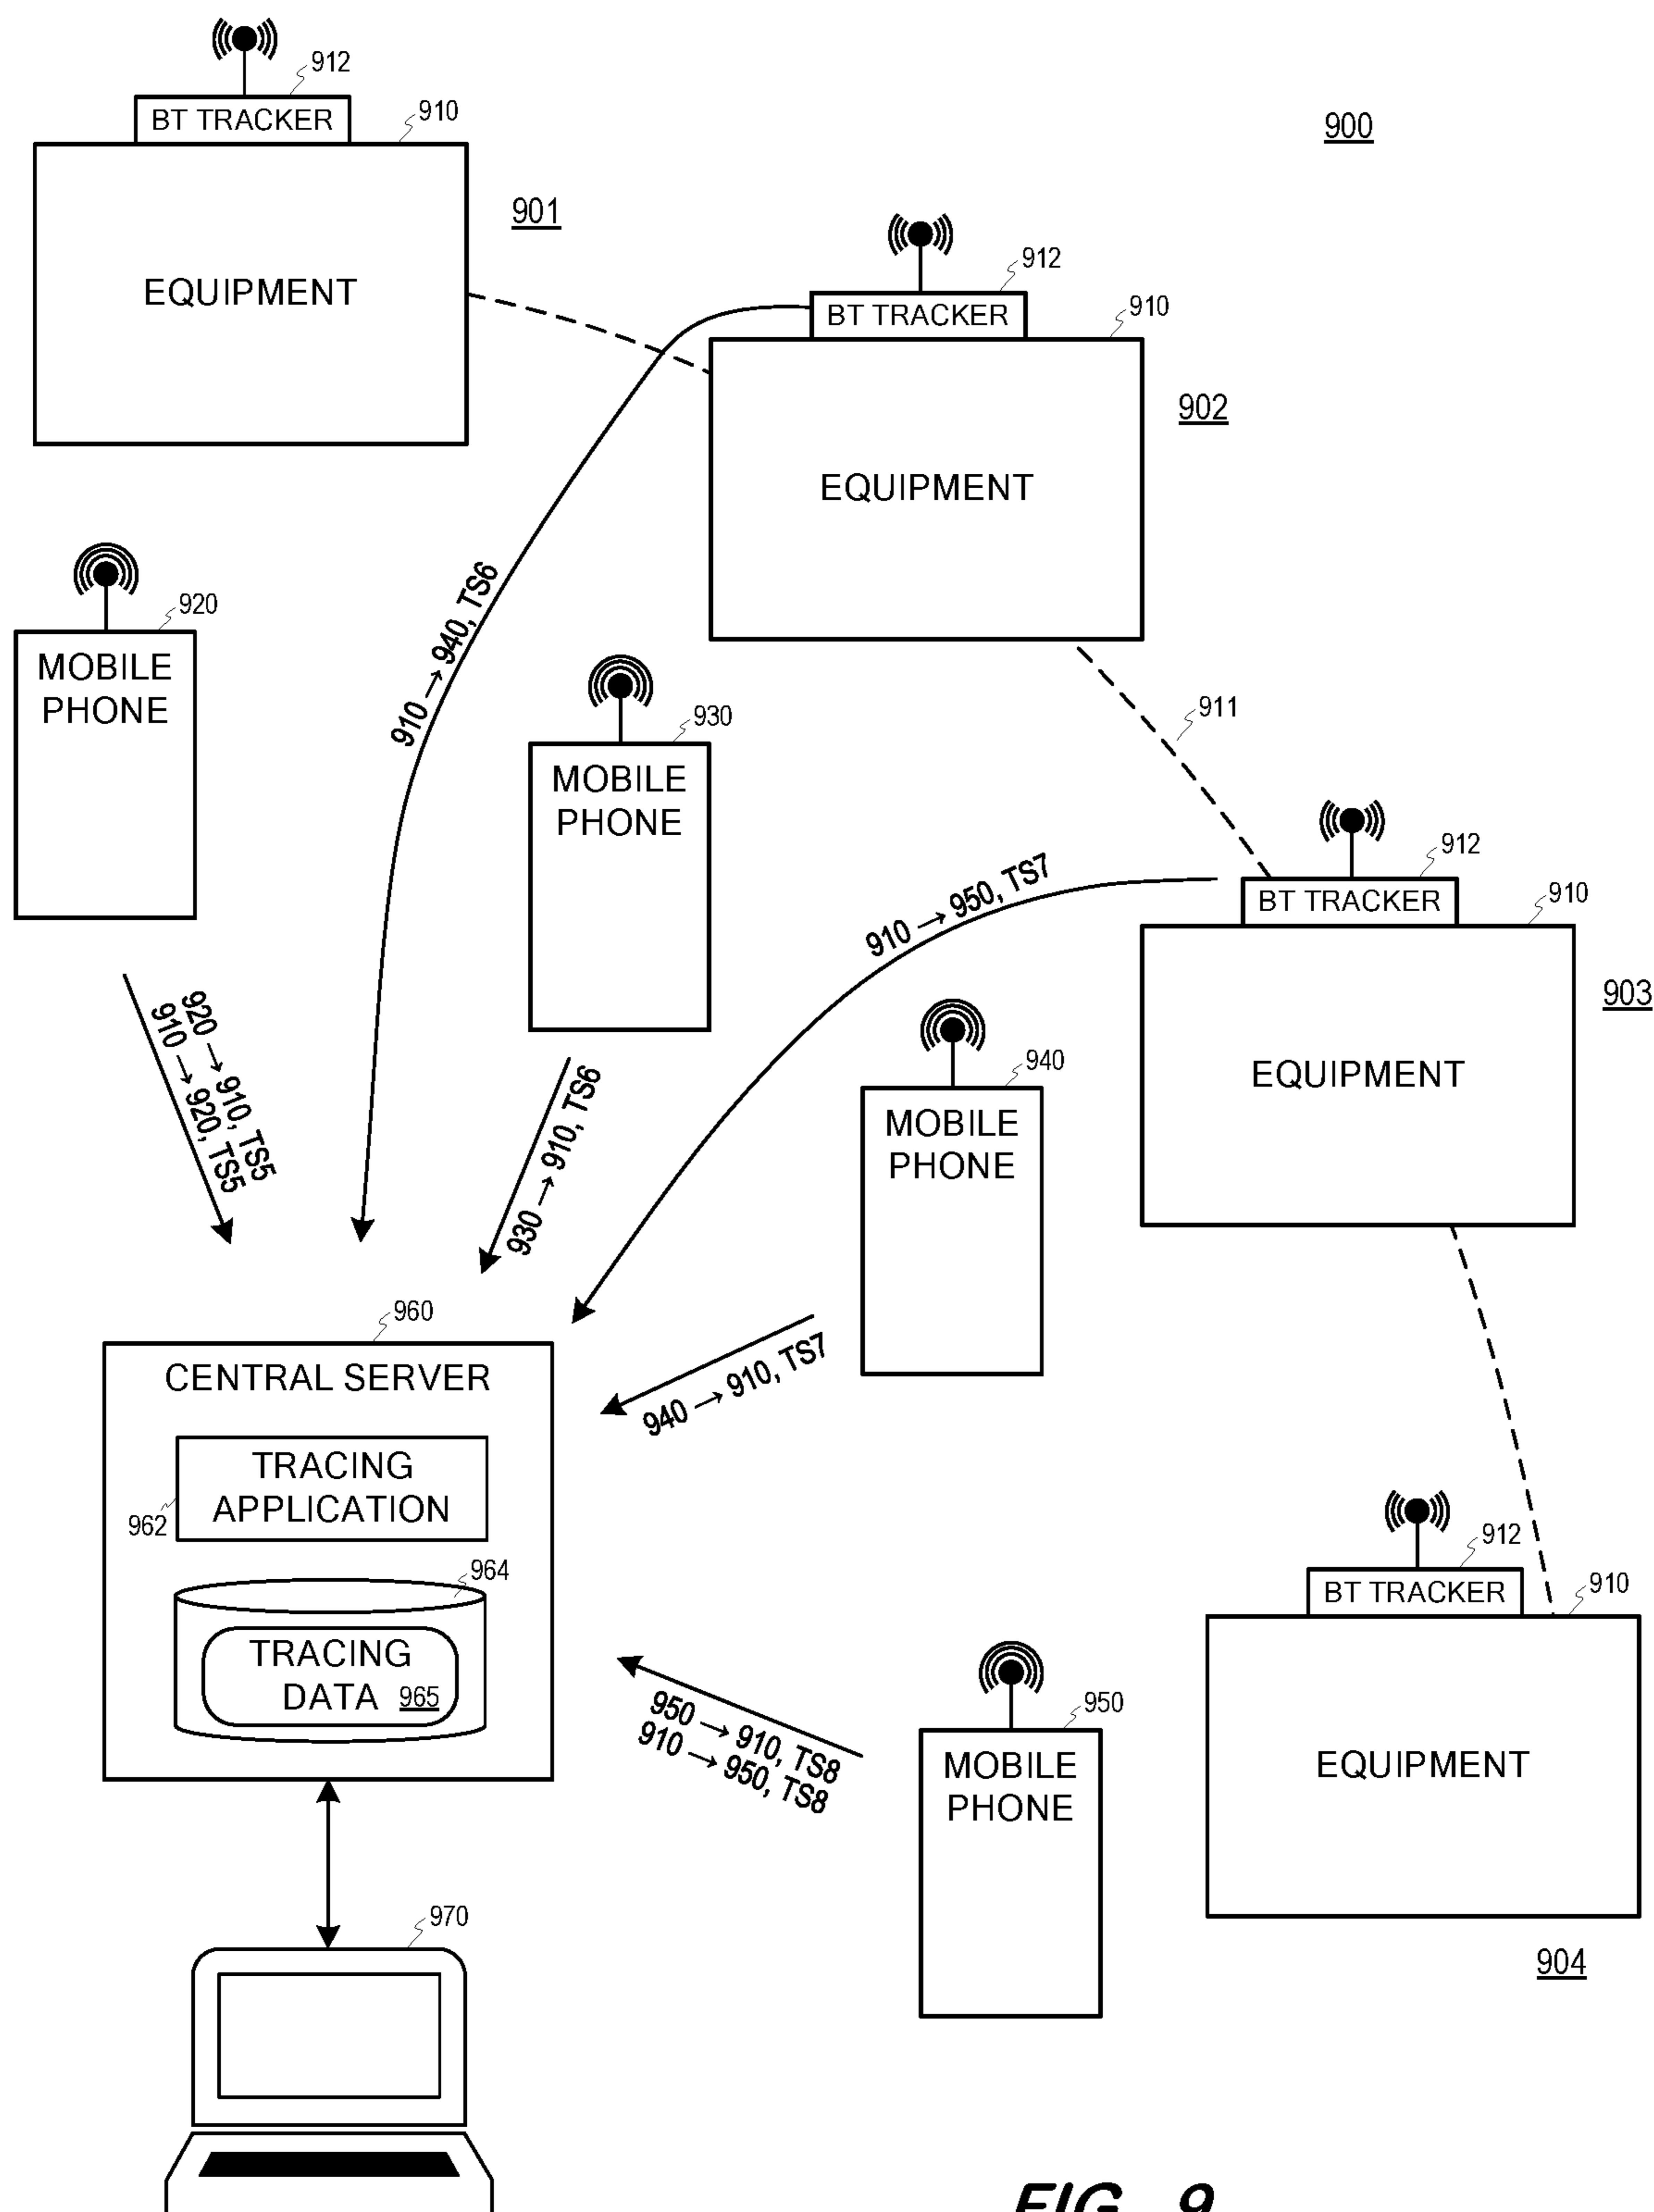 912
BT TRACKER
910
900
901
EQUIPMENT
912
BT TRACKER
910
902
EQUIPMENT
920
MOBILE
PHONE
910 → 940, TS6
930
MOBILE
PHONE
911
912
BT TRACKER
910
903
EQUIPMENT
910 → 950, TS7
920 → 910, TS5
910 → 920, TS5
930 → 910, TS6
940
MOBILE
PHONE
940 → 910, TS7
960
CENTRAL SERVER
TRACING
APPLICATION
962
964
TRACING
DATA 965
912
BT TRACKER
910
EQUIPMENT
904
950
MOBILE
PHONE
950 → 910, TS8
910 → 950, TS8
970
FIG. 9